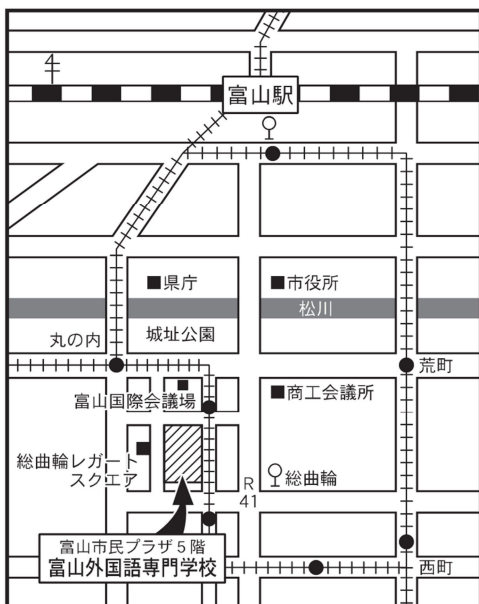 4
富山駅
県庁
市役所
松川
城址公園
丸の内
荒町
富山国際会議場
商工会議所
総曲輪レガート
スクエア
総曲輪
R
41
富山市民プラザ5階
富山外国語専門学校
西町